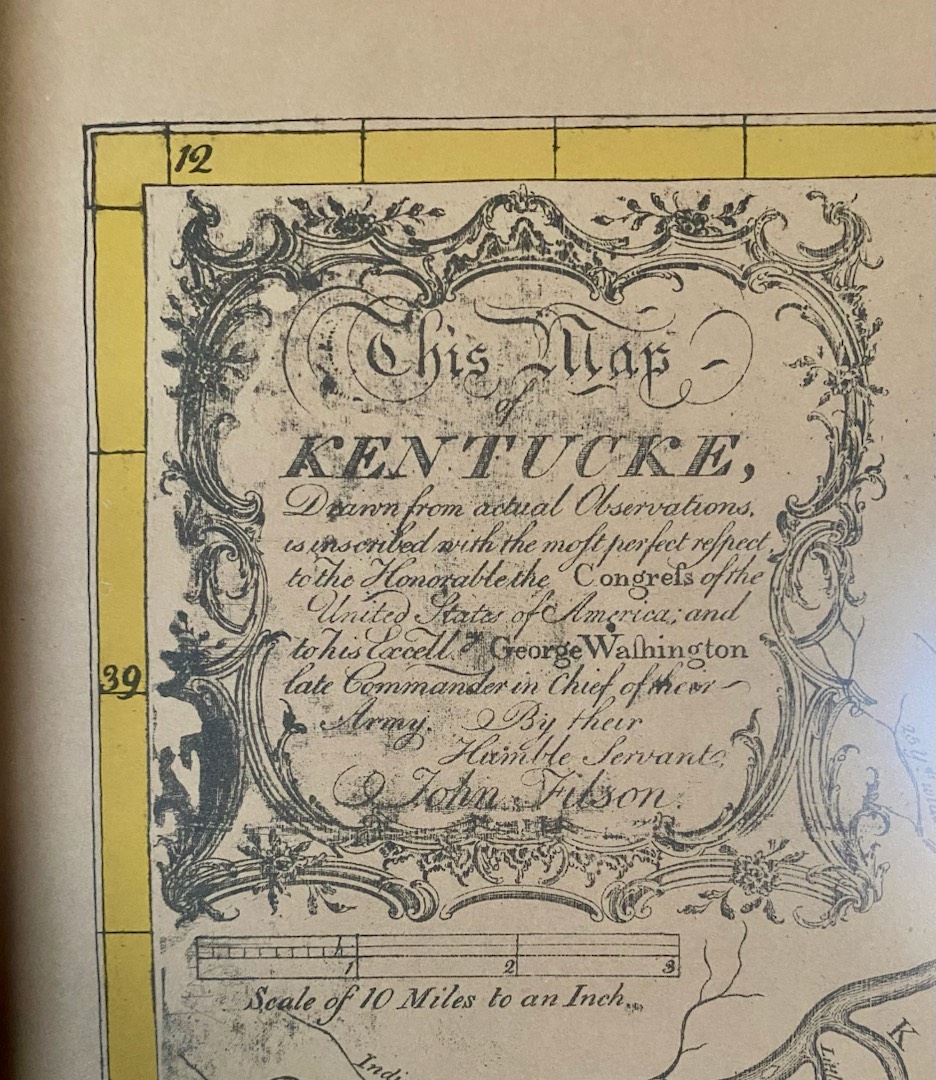 12
This Map
of
KENTUCKE,
Drawn from actual Observations,
is inscribed with the moſt perfect reſpect
to the Honorable the Congreſs of the
United States of America; and
to his Excell.cy George Waſhington
late Commander in Chief of their
Army. By their
Humble Servant,
John Filson.
39
1 2 3
Scale of 10 Miles to an Inch.
Indi
K